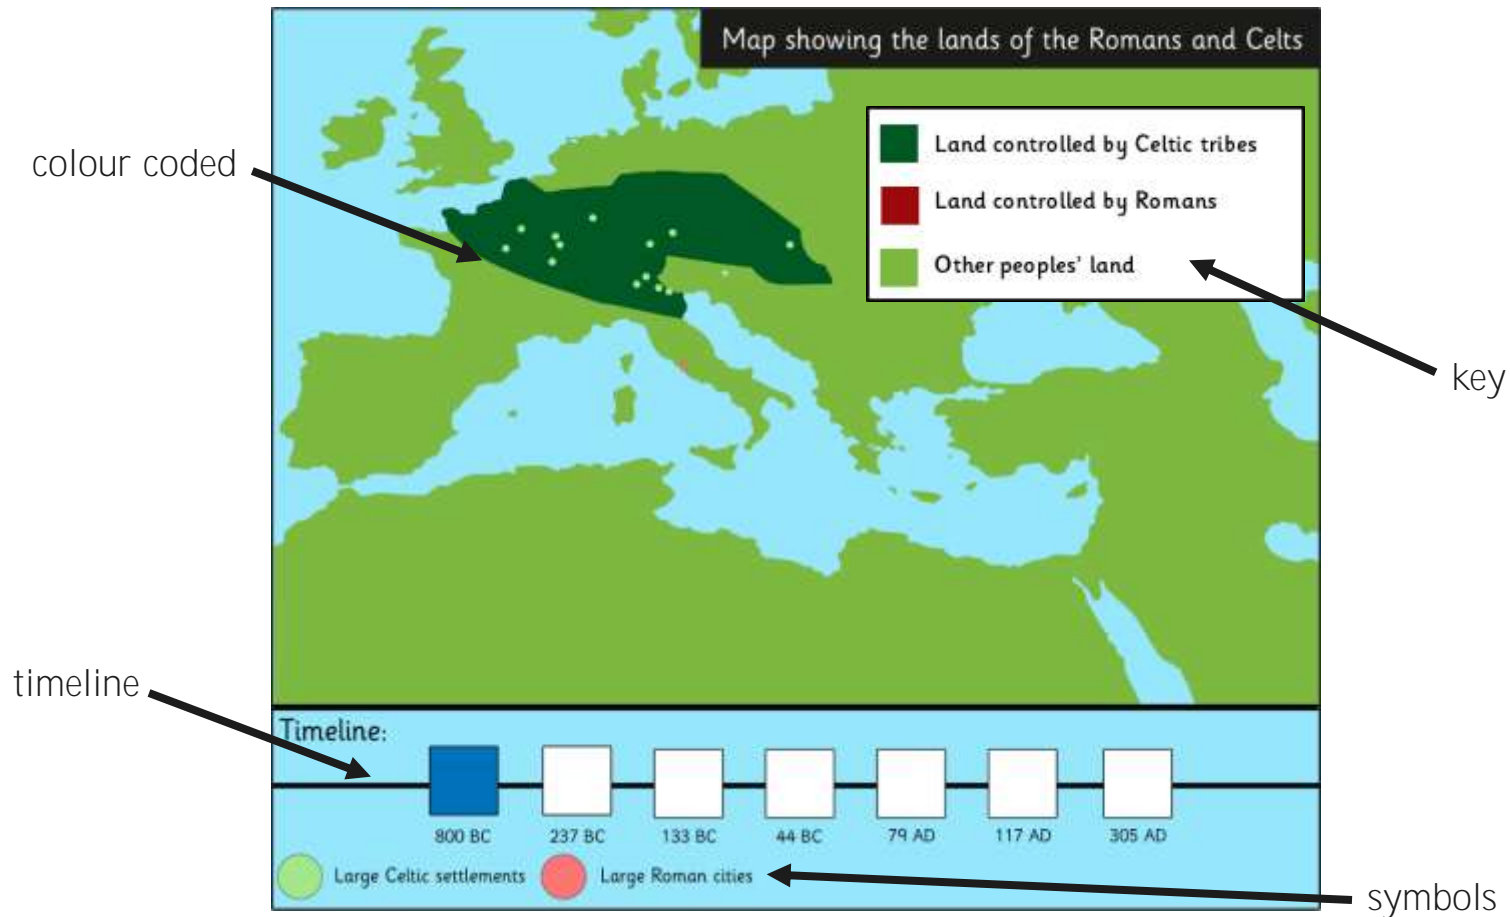 Map showing the lands of the Romans and Celts
Land controlled by Celtic tribes
colour coded
Land controlled by Romans
Other peoples' land
key
timeline
Timeline:
800 BC 237 BC 133 BC 44 BC 79 AD 117 AD 305 AD
Large Celtic settlements Large Roman cities
symbols